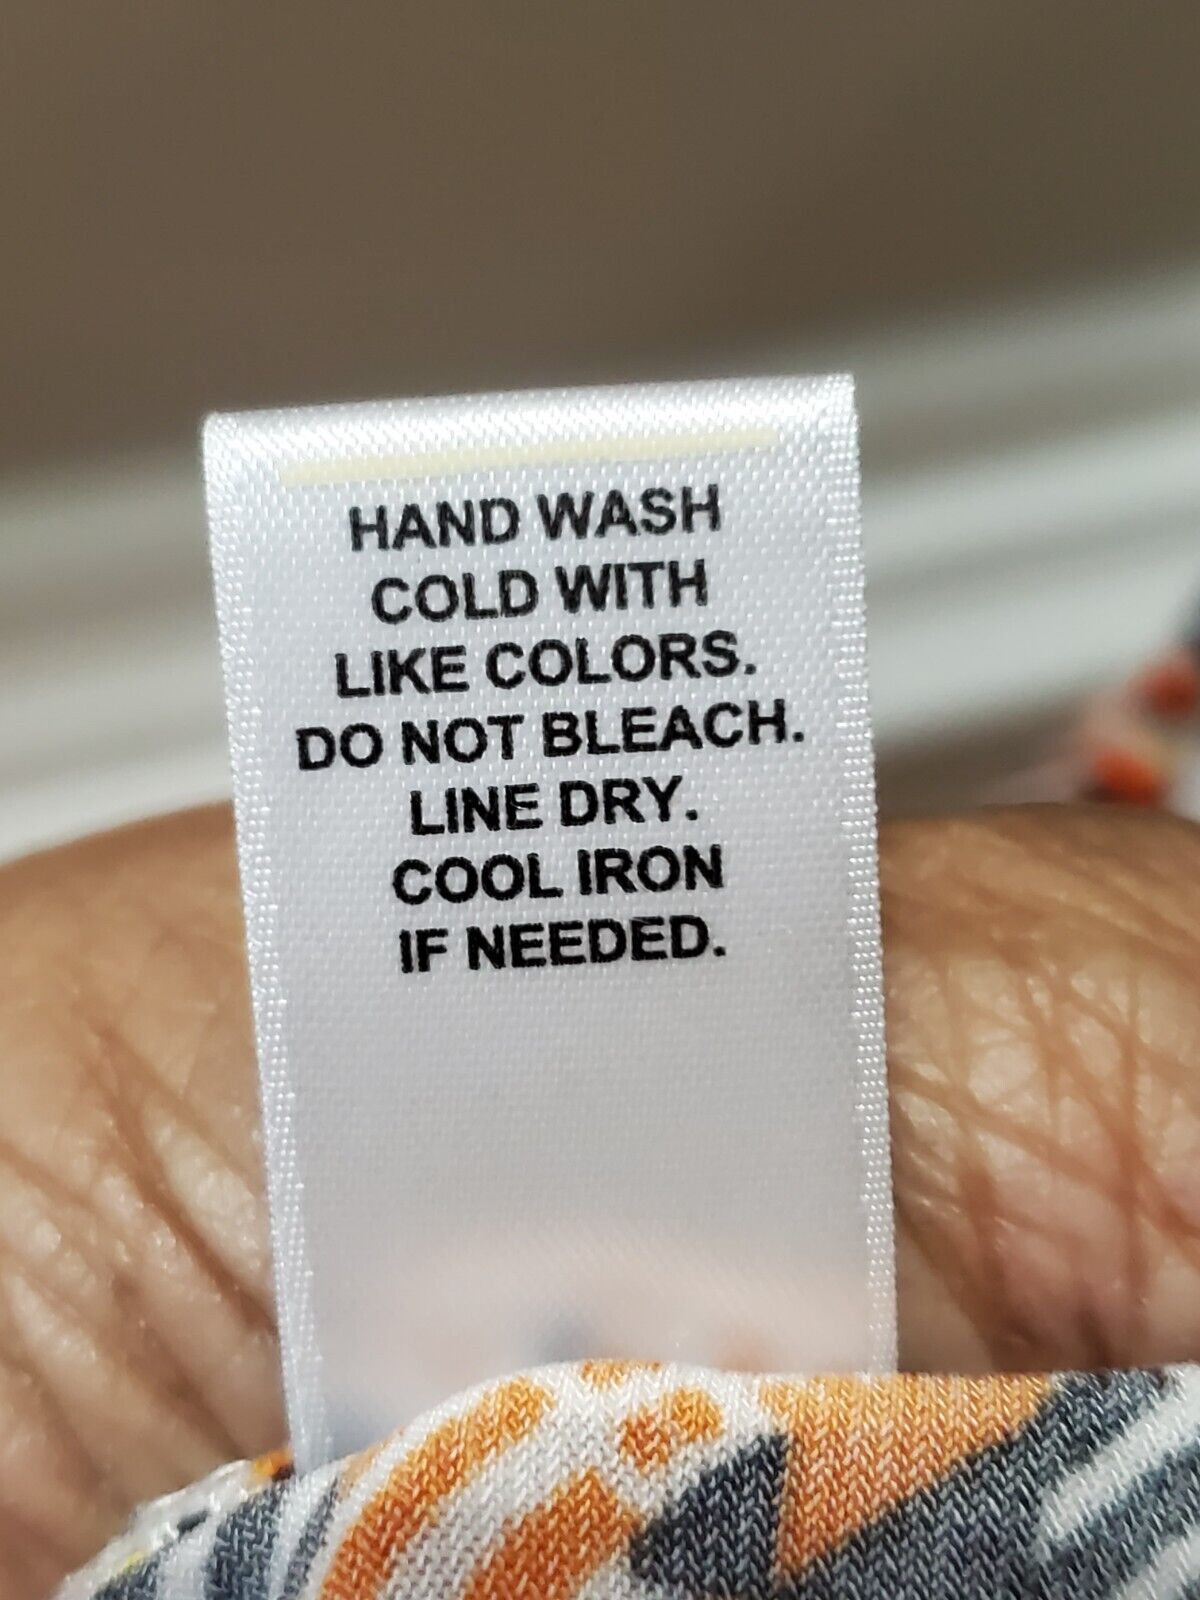 HAND WASH
COLD WITH
LIKE COLORS.
DO NOT BLEACH.
LINE DRY.
COOL IRON
IF NEEDED.